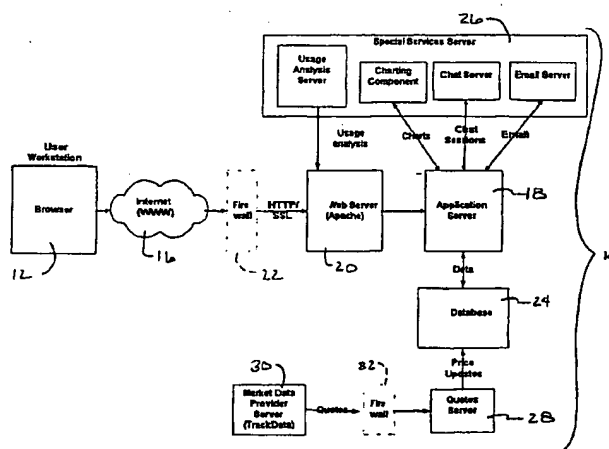 26
Special Services Server
Usage
Analysis
Server
Charting
Component
Chat Server
Email Server
Usage
analysis
Charts
Chat
Sessions
Email
User
Workstation
Browser
Internet
(WWW)
Fire
wall
HTTP/
SSL
Web Server
(Apache)
Application
Server
18
12
16
22
20
Data
24
Database
Price
Updates
30
32
Market Data
Provider
Server
(TrackData)
Quotes
Fire
wall
Quotes
Server
28